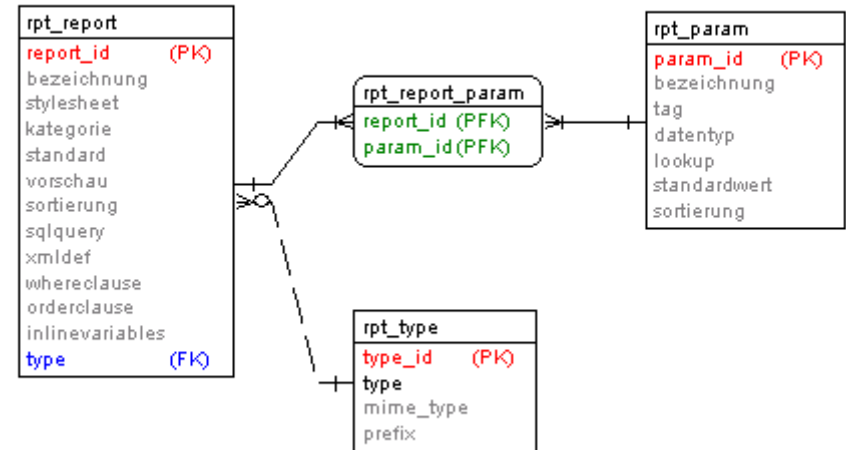 rpt_report
report_id (PK)
bezeichnung
stylesheet
kategorie
standard
vorschau
sortierung
sqlquery
xmldef
whereclause
orderclause
inlinevariables
type (FK)
rpt_report_param
report_id (PFK)
param_id (PFK)
rpt_param
param_id (PK)
bezeichnung
tag
datentyp
lookup
standardwert
sortierung
rpt_type
type_id (PK)
type
mime_type
prefix